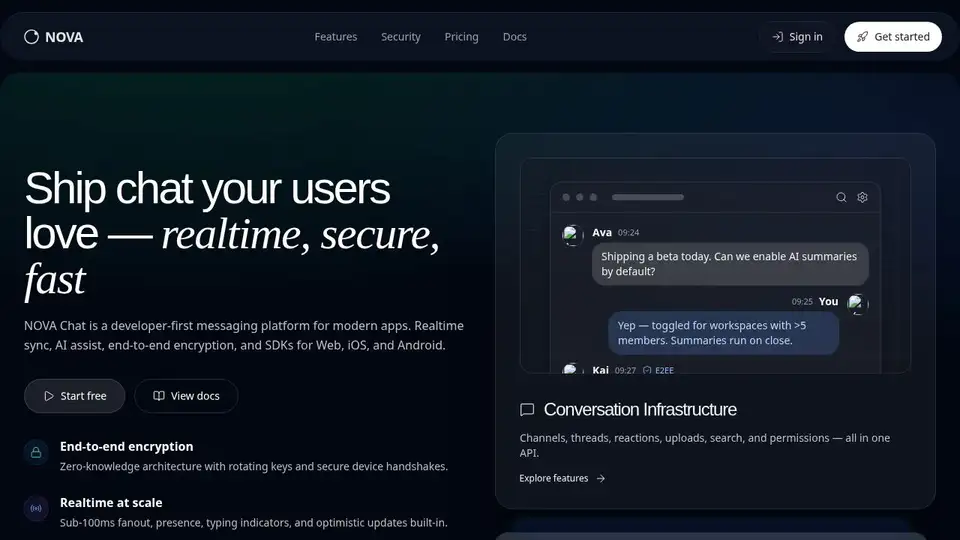 NOVA
Features
Security
Pricing
Docs
Sign in
Get started
Ship chat your users
love — realtime, secure,
fast
NOVA Chat is a developer-first messaging platform for modern apps. Realtime
sync, AI assist, end-to-end encryption, and SDKs for Web, iOS, and Android.
Start free
View docs
End-to-end encryption
Zero-knowledge architecture with rotating keys and secure device handshakes.
Realtime at scale
Sub-100ms fanout, presence, typing indicators, and optimistic updates built-in.
Ava 09:24
Shipping a beta today. Can we enable AI summaries
by default?
09:25 You
Yep — toggled for workspaces with >5
members. Summaries run on close.
Kai 09:27 E2EE
Conversation Infrastructure
Channels, threads, reactions, uploads, search, and permissions — all in one
API.
Explore features